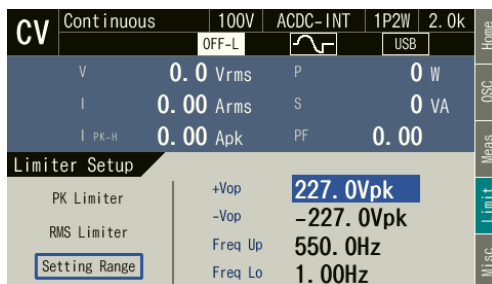 CV Continuous 100V ACDC-INT 1P2W 2.0k
OFF-L USB
V 0.0 Vrms P 0 W
I 0.00 Arms S 0 VA
I PK-H 0.00 Apk PF 0.00
Limiter Setup
PK Limiter
RMS Limiter
Setting Range
+Vop 227.0Vpk
-Vop -227.0Vpk
Freq Up 550.0Hz
Freq Lo 1.00Hz
Home
OSC
Meas
Limit
Misc